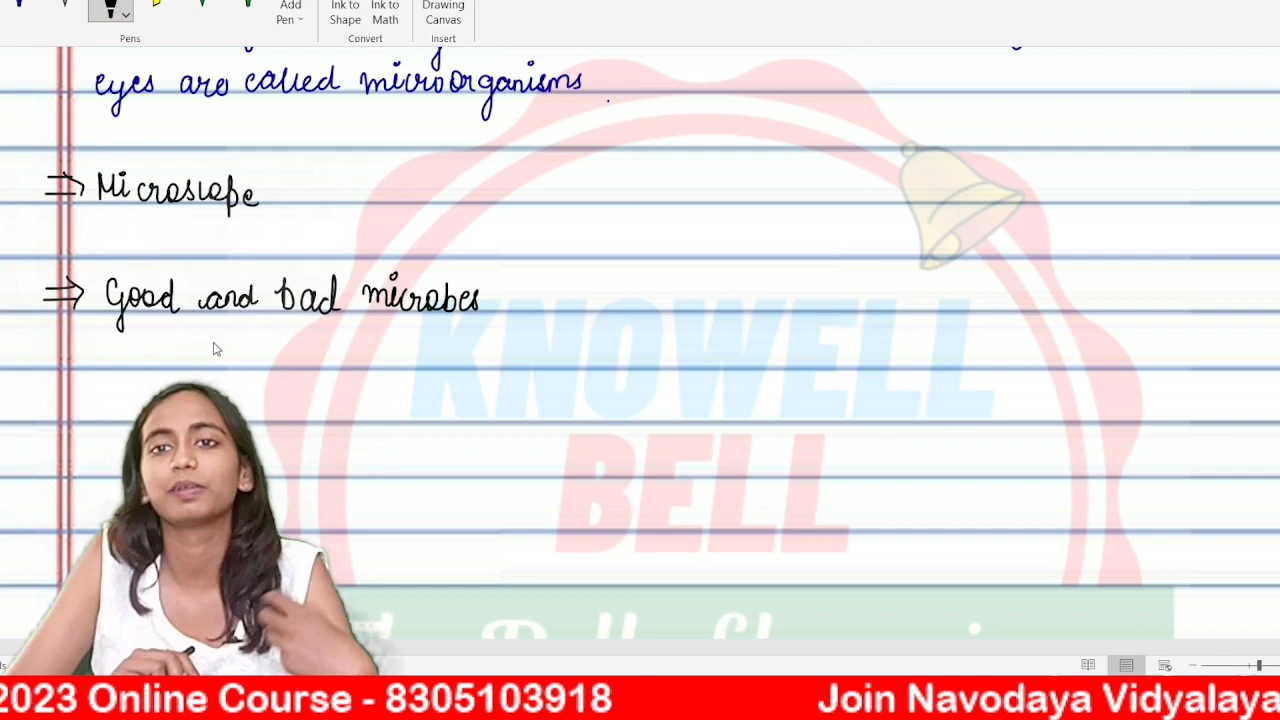 Add
Pen
Ink to
Shape
Ink to
Math
Drawing
Canvas
Pens
Convert
Insert
eyes are called microorganisms
⇒ Microscope
⇒ Good and bad microbes
KNOWELL
BELL
2023 Online Course - 8305103918 Join Navodaya Vidyalaya